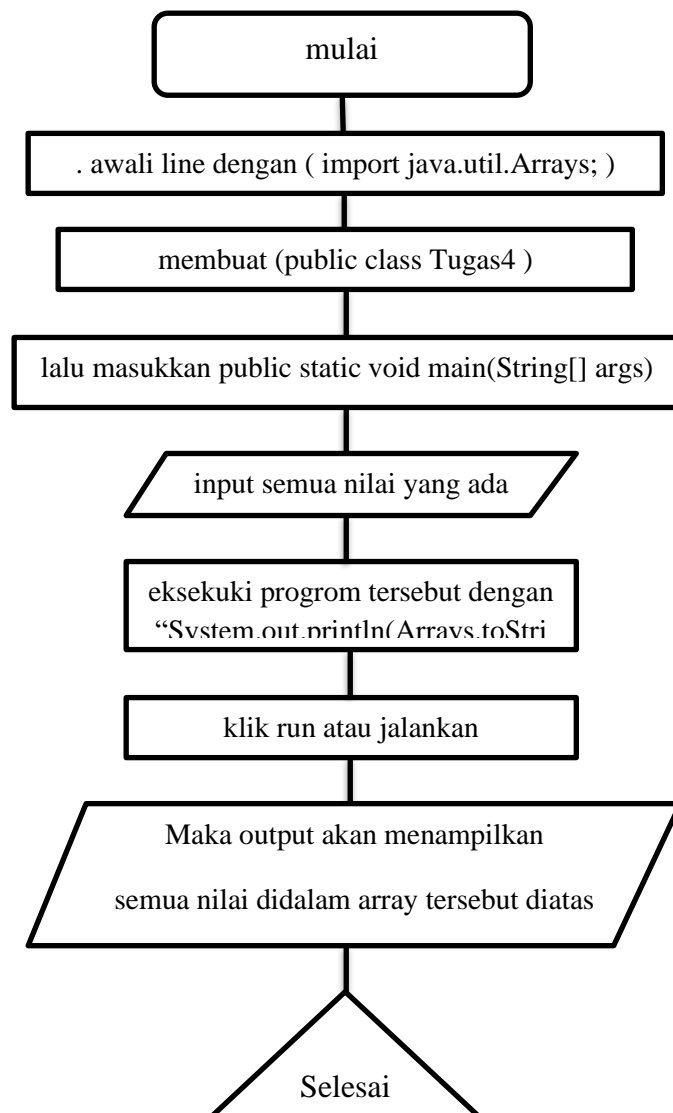 mulai
. awali line dengan ( import java.util.Arrays; )
membuat (public class Tugas4 )
lalu masukkan public static void main(String[] args)
input semua nilai yang ada
eksekuki progrom tersebut dengan
“System.out.println(Arrays.toStri
klik run atau jalankan
Maka output akan menampilkan
semua nilai didalam array tersebut diatas
Selesai